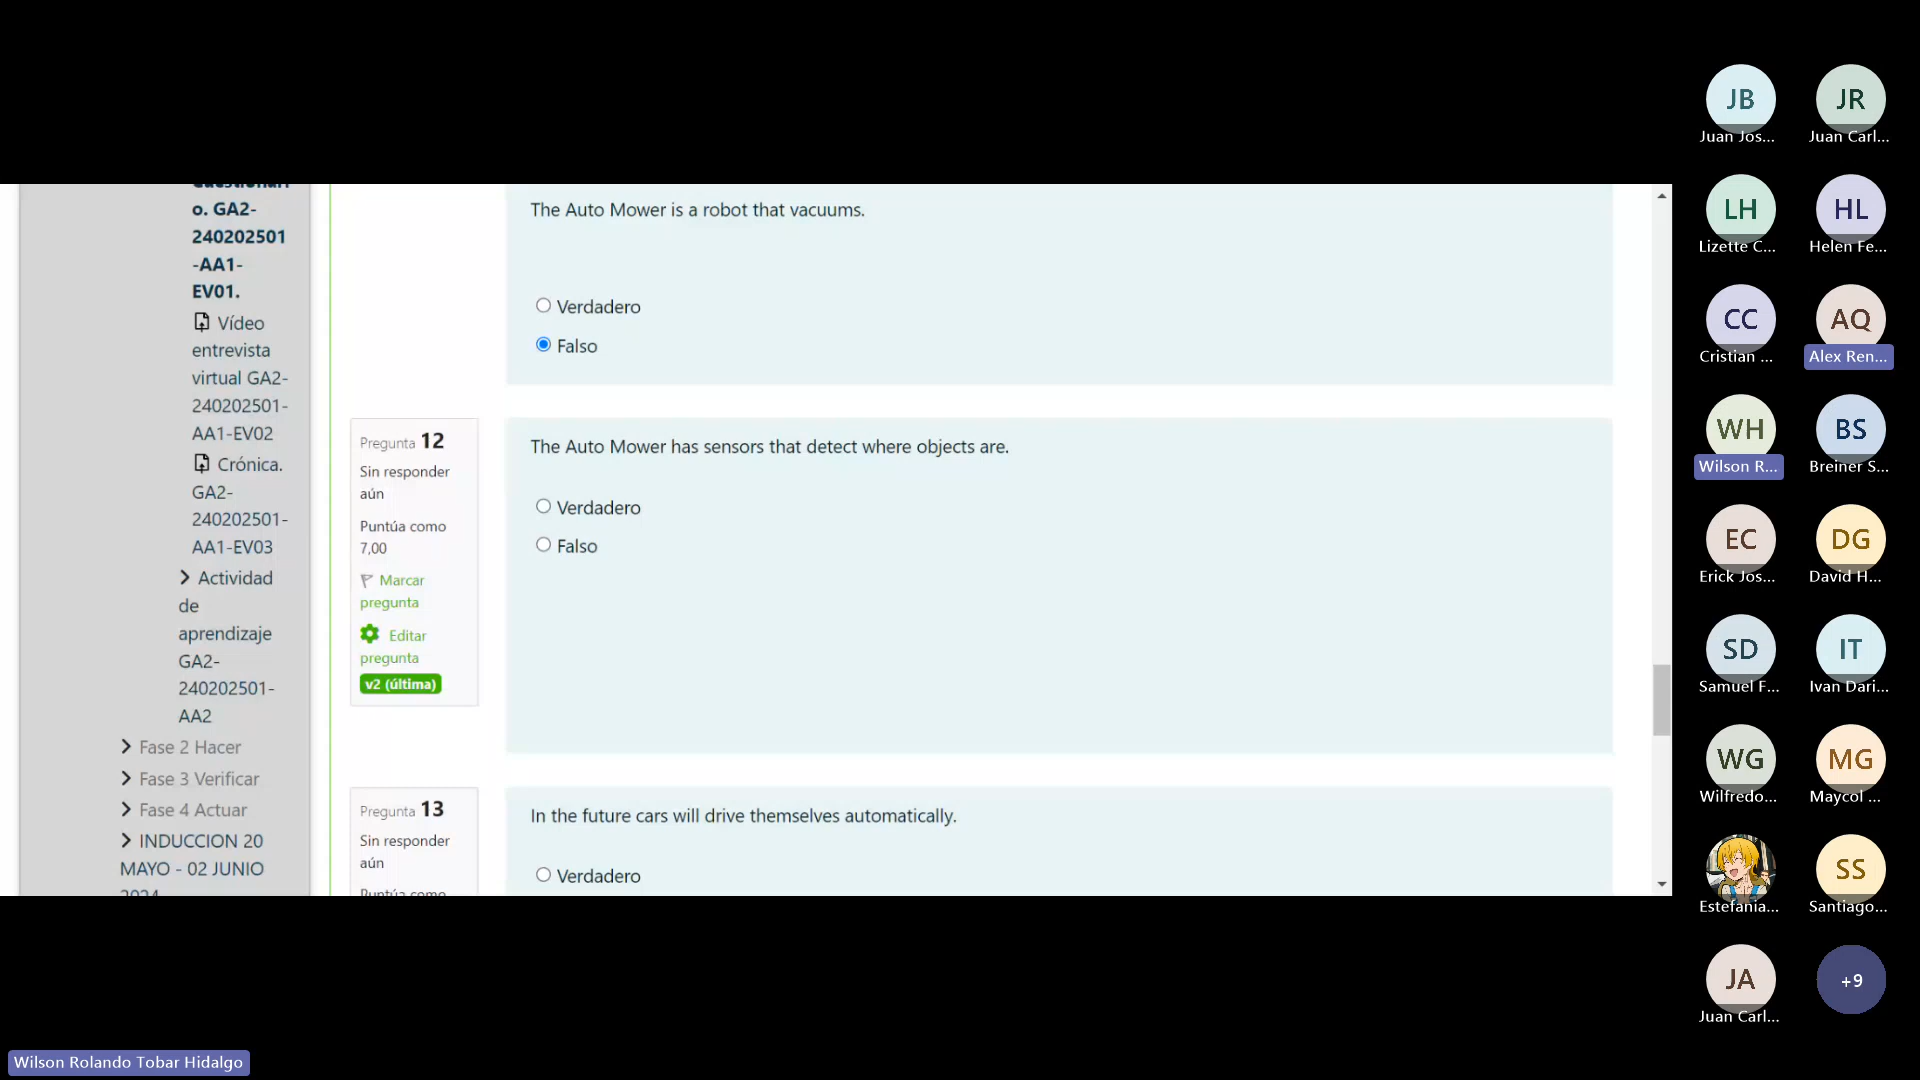 o. GA2-
240202501
-AA1-
EV01.
Vídeo
entrevista
virtual GA2-
240202501-
AA1-EV02
Crónica.
GA2-
240202501-
AA1-EV03
Actividad
de
aprendizaje
GA2-
240202501-
AA2
Fase 2 Hacer
Fase 3 Verificar
Fase 4 Actuar
INDUCCION 20
MAYO - 02 JUNIO
The Auto Mower is a robot that vacuums.
Verdadero
Falso
Pregunta 12
Sin responder
aún
Puntúa como
7,00
Marcar
pregunta
Editar
pregunta
v2 (última)
The Auto Mower has sensors that detect where objects are.
Verdadero
Falso
Pregunta 13
Sin responder
aún
Puntúa como
In the future cars will drive themselves automatically.
Verdadero
JB
Juan Jos...
JR
Juan Carl...
LH
Lizette C...
HL
Helen Fe...
CC
Cristian ...
AQ
Alex Ren...
WH
Wilson R...
BS
Breiner S...
EC
Erick Jos...
DG
David H...
SD
Samuel F...
IT
Ivan Dari...
WG
Wilfredo...
MG
Maycol ...
Estefania...
SS
Santiago...
JA
Juan Carl...
+9
Wilson Rolando Tobar Hidalgo